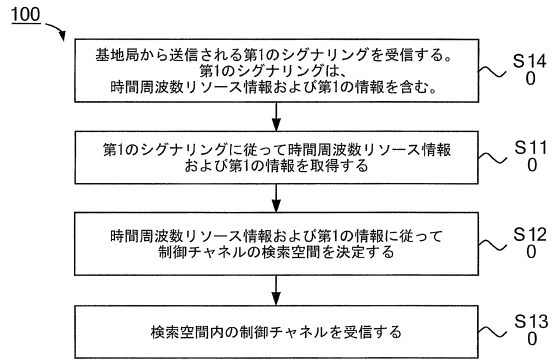 100
基地局から送信される第1のシグナリングを受信する。
第1のシグナリングは、
時間周波数リソース情報および第1の情報を含む。
S14
0
第1のシグナリングに従って時間周波数リソース情報
および第1の情報を取得する
S11
0
時間周波数リソース情報および第1の情報に従って
制御チャネルの検索空間を決定する
S12
0
検索空間内の制御チャネルを受信する
S13
0